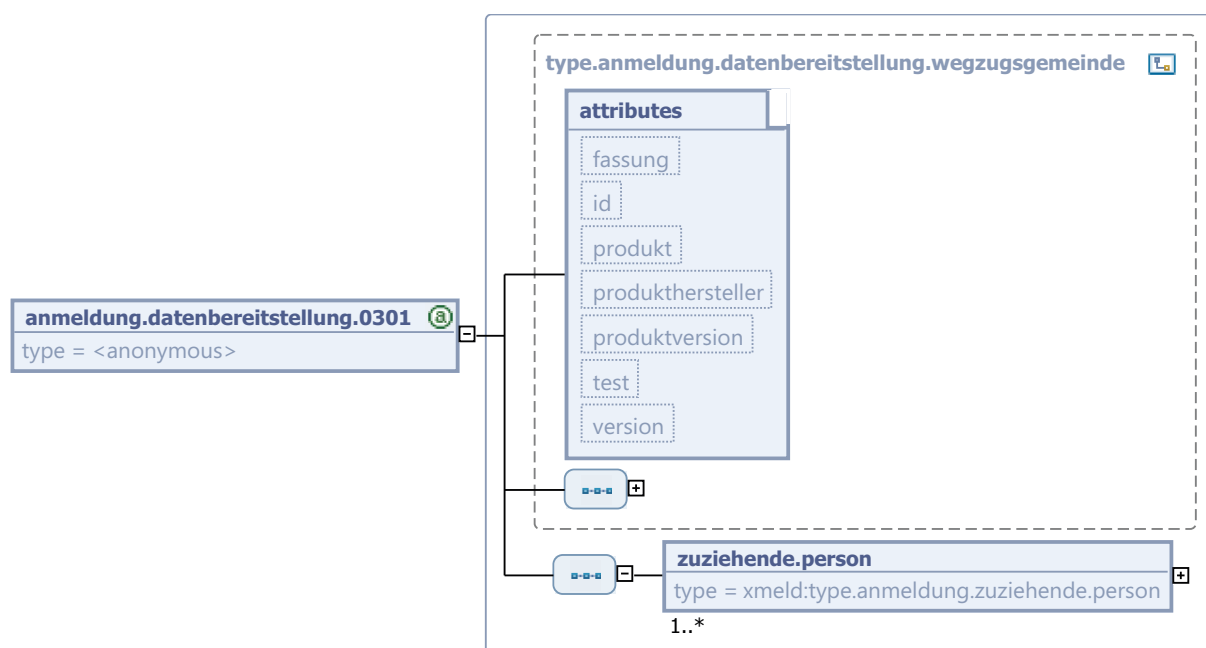 type.anmeldung.datenbereitstellung.wegzugsgemeinde
attributes
fassung
id
produkt
produkthersteller
produktversion
test
version
anmeldung.datenbereitstellung.0301 a
type = <anonymous>
zuziehende.person
type = xmeld:type.anmeldung.zuziehende.person
1..*